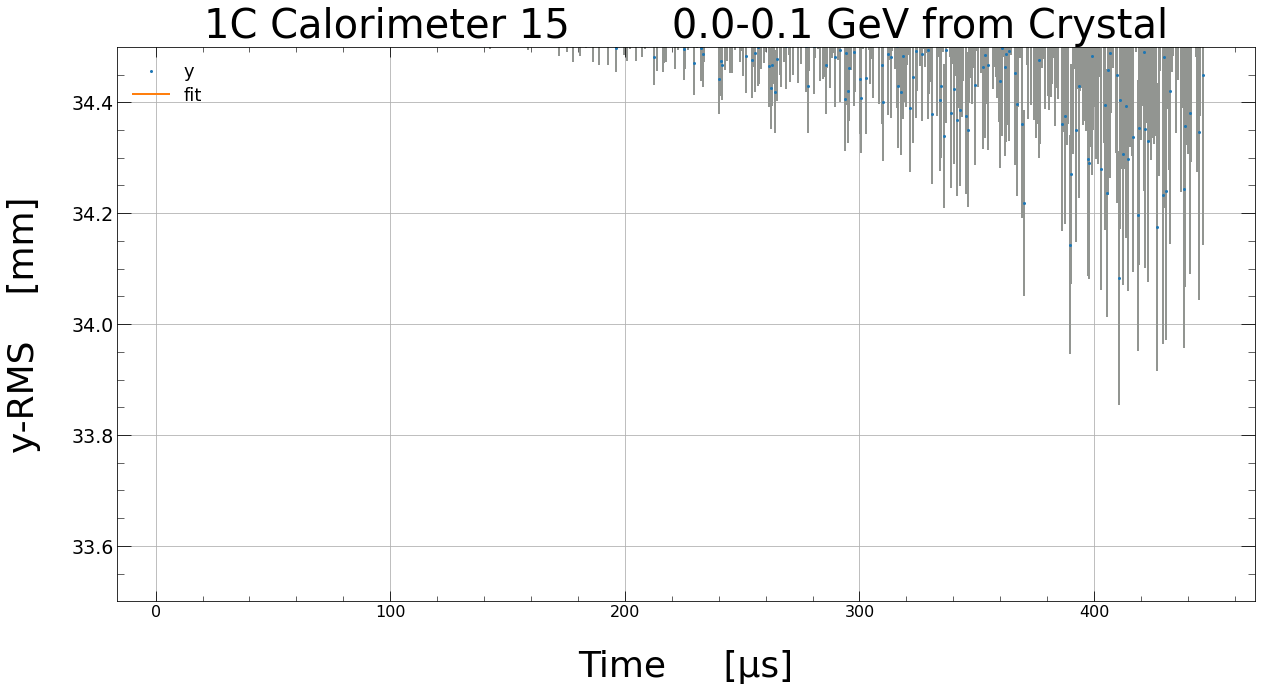 1C Calorimeter 15 0.0-0.1 GeV from Crystal
y
fit
34.4
34.2
34.0
33.8
33.6
y-RMS [mm]
0 100 200 300 400
Time [µs]